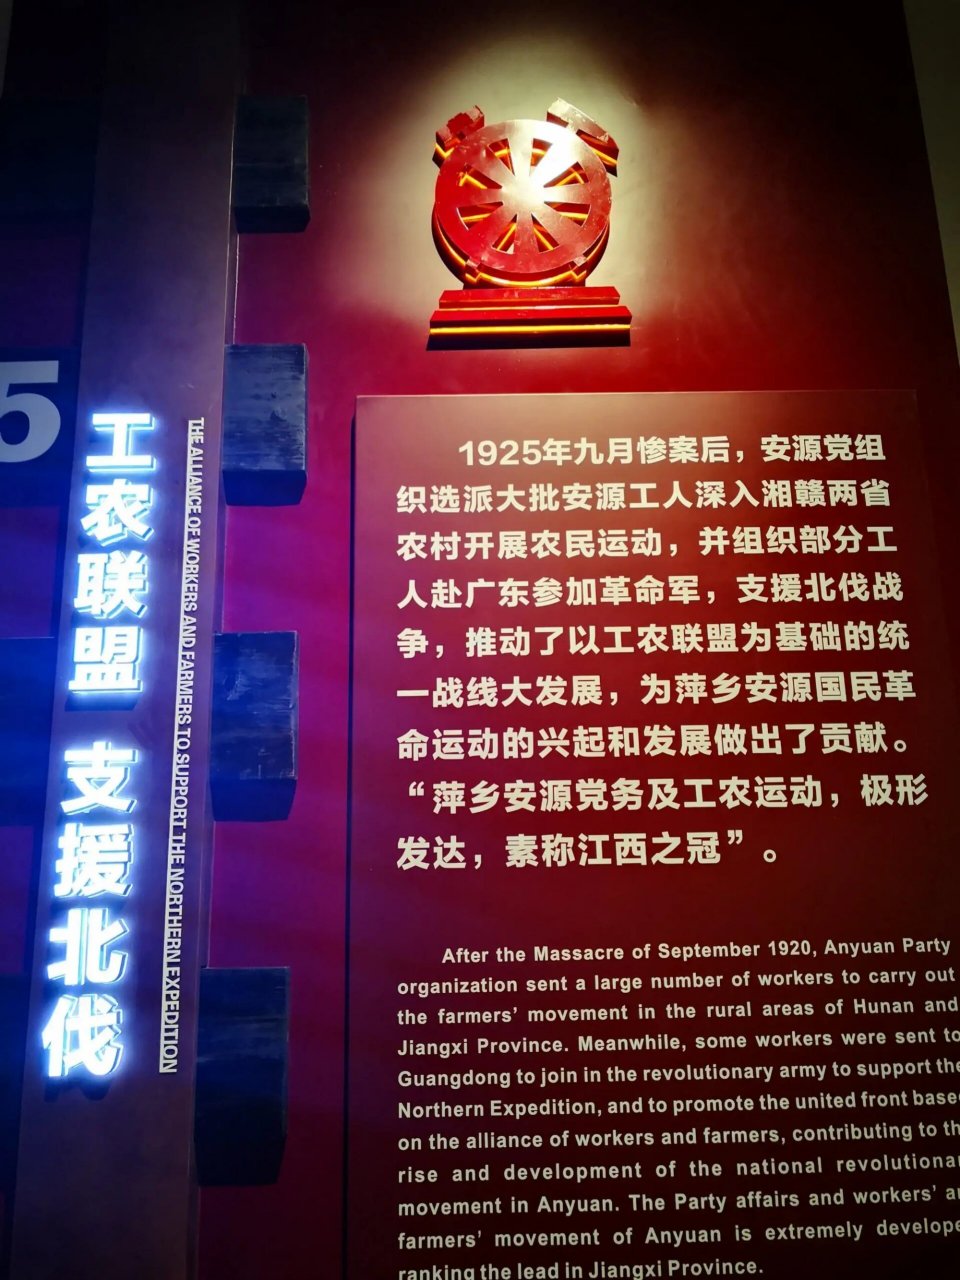 5
工农联盟 支援北伐
THE ALLIANCE OF WORKERS AND FARMERS TO SUPPORT THE NORTHERN EXPEDITION
1925年九月惨案后，安源党组
织选派大批安源工人深入湘赣两省
农村开展农民运动，并组织部分工
人赴广东参加革命军，支援北伐战
争，推动了以工农联盟为基础的统
一战线大发展，为萍乡安源国民革
命运动的兴起和发展做出了贡献。
“萍乡安源党务及工农运动，极形
发达，素称江西之冠”。
After the Massacre of September 1920, Anyuan Party
organization sent a large number of workers to carry out
the farmers’ movement in the rural areas of Hunan and
Jiangxi Province. Meanwhile, some workers were sent to
Guangdong to join in the revolutionary army to support the
Northern Expedition, and to promote the united front based
on the alliance of workers and farmers, contributing to th
rise and development of the national revolutionar
movement in Anyuan. The Party affairs and workers’ an
farmers’ movement of Anyuan is extremely develope
ranking the lead in Jiangxi Province.